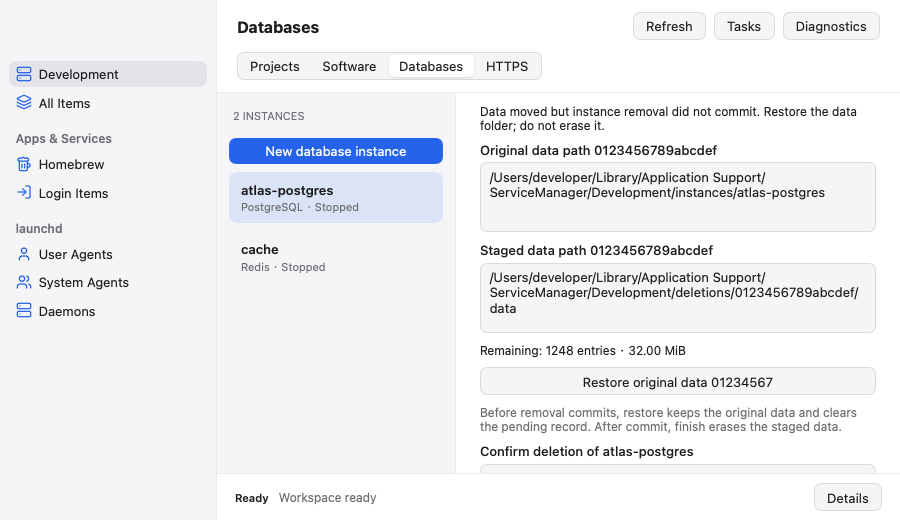 Development
All Items
Apps & Services
Homebrew
Login Items
launchd
User Agents
System Agents
Daemons
Databases
Refresh
Tasks
Diagnostics
Projects
Software
Databases
HTTPS
2 INSTANCES
New database instance
atlas-postgres
PostgreSQL · Stopped
cache
Redis · Stopped
Data moved but instance removal did not commit. Restore the data
folder; do not erase it.
Original data path 0123456789abcdef
/Users/developer/Library/Application Support/
ServiceManager/Development/instances/atlas-postgres
Staged data path 0123456789abcdef
/Users/developer/Library/Application Support/
ServiceManager/Development/deletions/0123456789abcdef/
data
Remaining: 1248 entries · 32.00 MiB
Restore original data 01234567
Before removal commits, restore keeps the original data and clears
the pending record. After commit, finish erases the staged data.
Confirm deletion of atlas-postgres
Ready
Workspace ready
Details